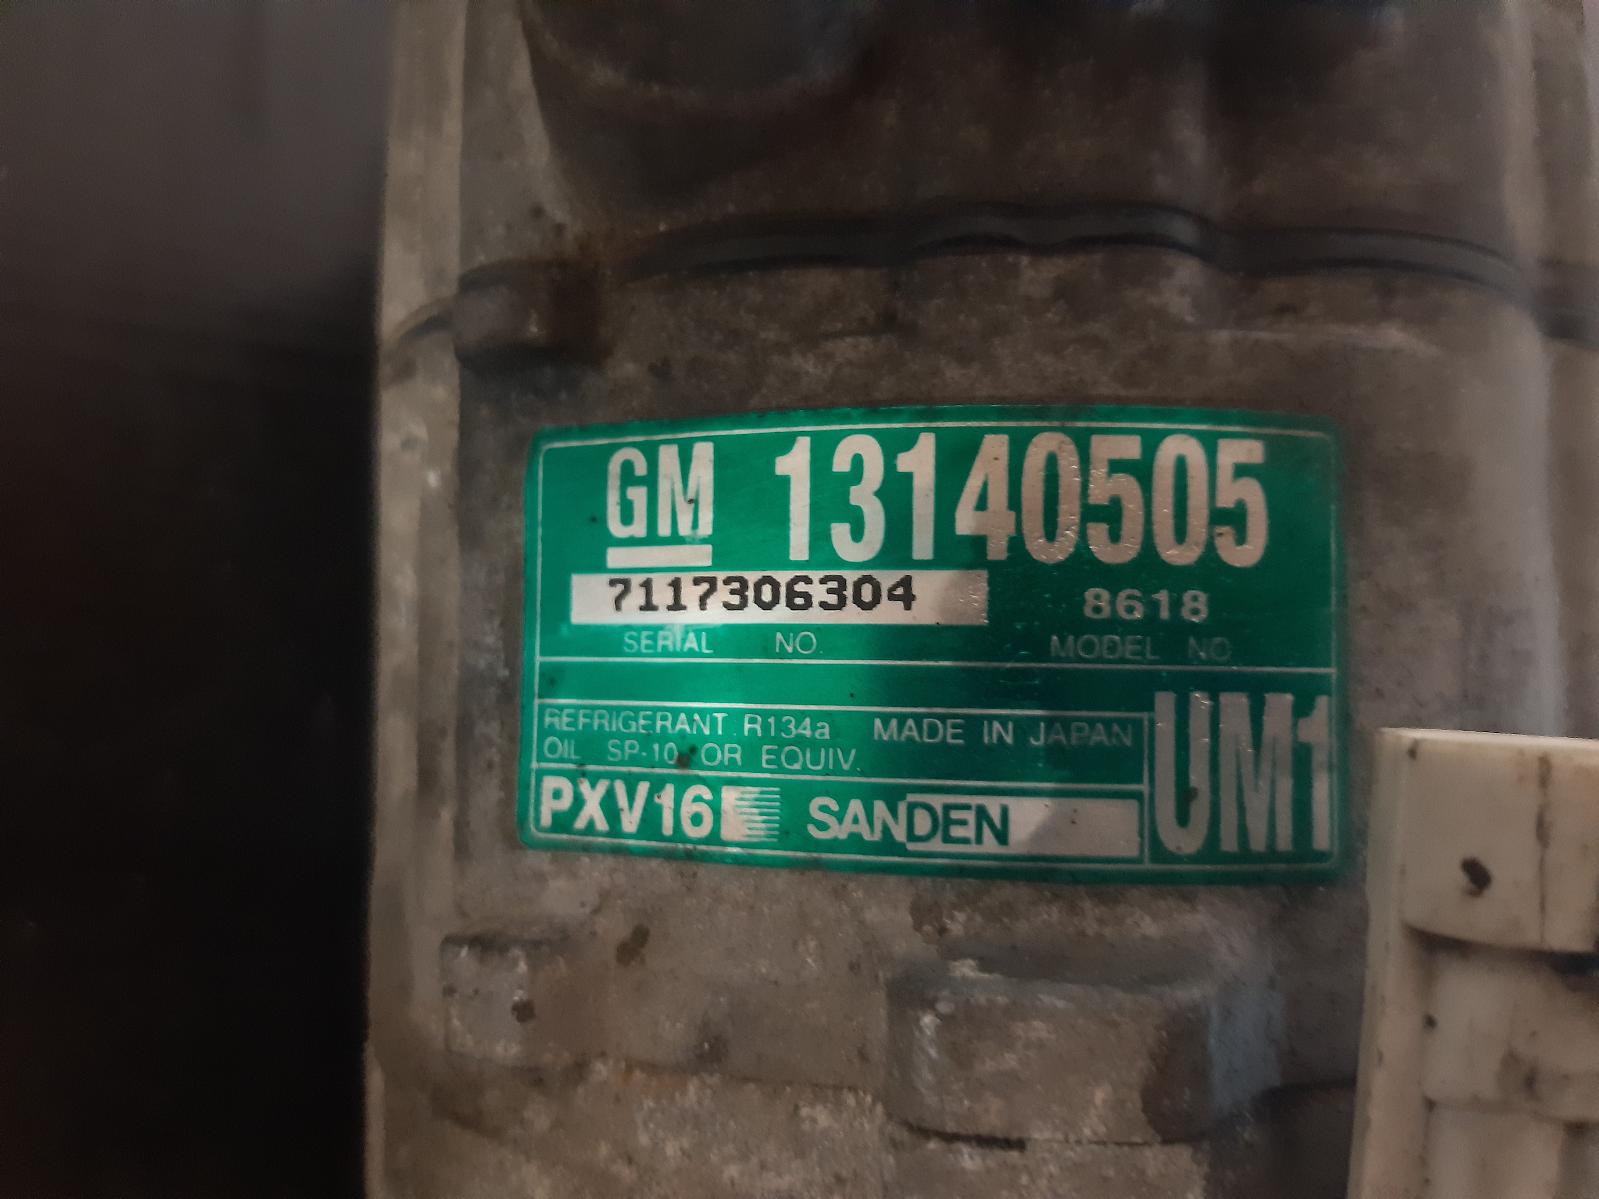 GM 13140505
7117306304 8618
SERIAL NO. MODEL NO
REFRIGERANT R134a MADE IN JAPAN
OIL SP-10 OR EQUIV.
PXV16 SANDEN UM1